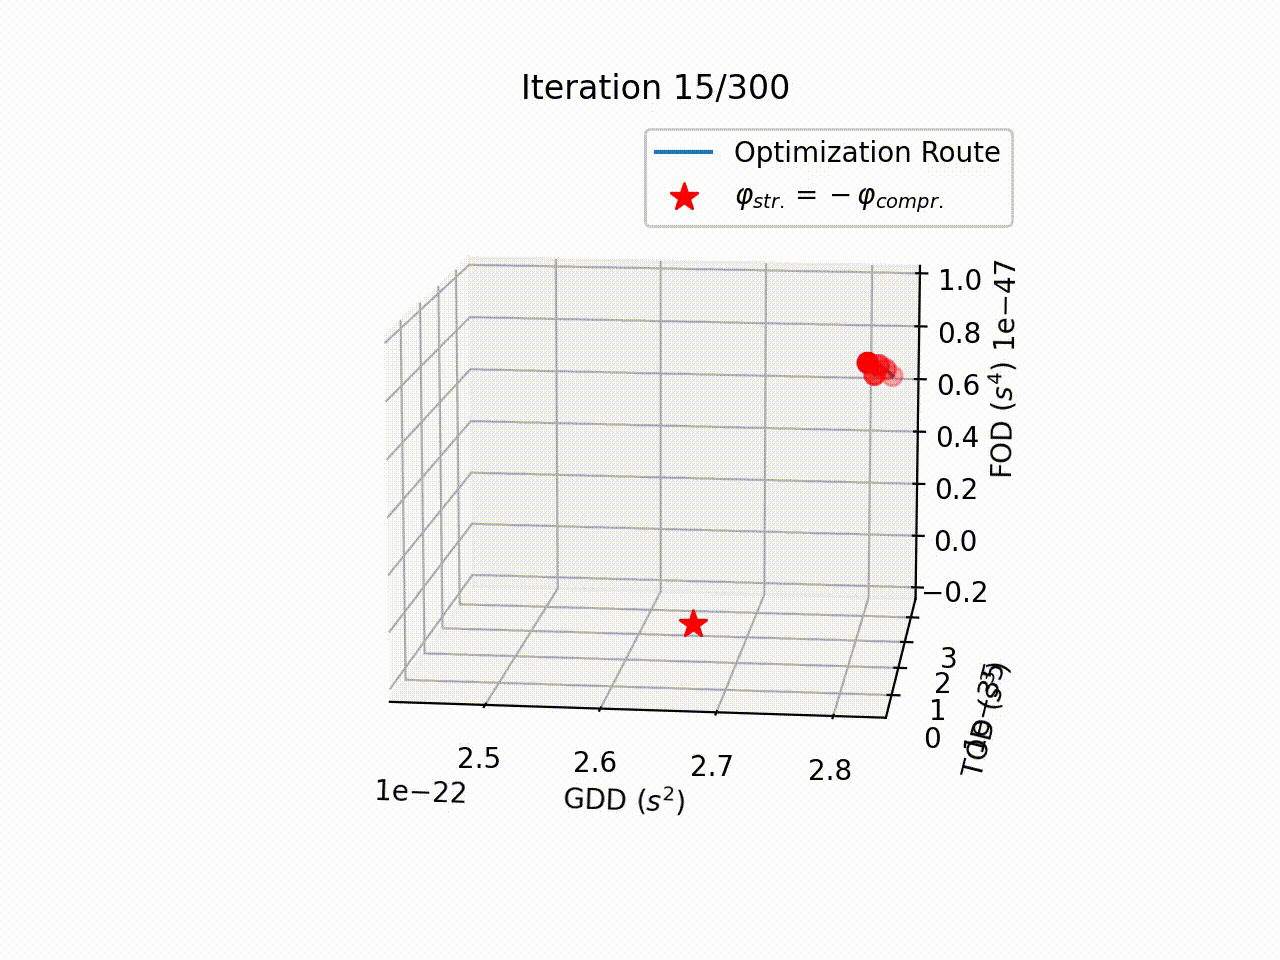 Iteration 15/300
Optimization Route
φstr. = − φcompr.
1.0
0.8
0.6
0.4
0.2
0.0
−0.2
FOD (s⁴) 1e−47
3
2
1
0
TOD (s³)
2.5
2.6
2.7
2.8
1e−22
GDD (s²)